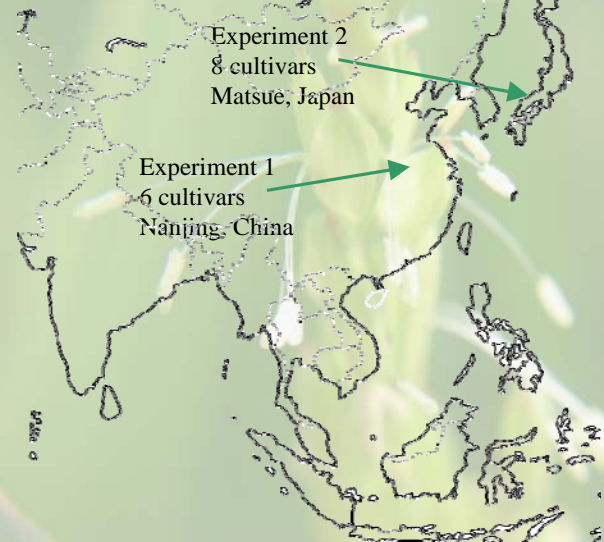 Experiment 2
8 cultivars
Matsue, Japan
Experiment 1
6 cultivars
Nanjing, China